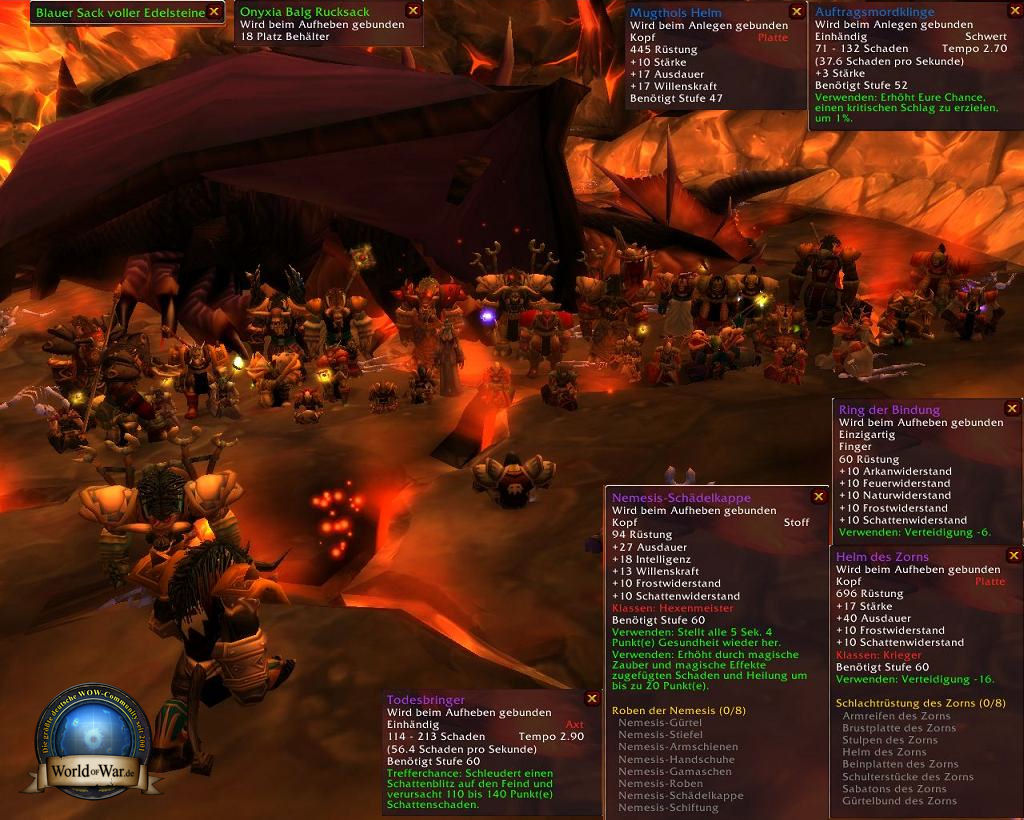 Blauer Sack voller Edelsteine
Onyxia Balg Rucksack
Wird beim Aufheben gebunden
18 Platz Behälter
Mugthols Helm
Wird beim Anlegen gebunden
Kopf Platte
445 Rüstung
+10 Stärke
+17 Ausdauer
+17 Willenskraft
Benötigt Stufe 47
Auftragsmordklinge
Wird beim Anlegen gebunden
Einhändig Schwert
71 - 132 Schaden Tempo 2.70
(37.6 Schaden pro Sekunde)
+3 Stärke
Benötigt Stufe 52
Verwenden: Erhöht Eure Chance,
einen kritischen Schlag zu erzielen,
um 1%.
Ring der Bindung
Wird beim Aufheben gebunden
Einzigartig
Finger
60 Rüstung
+10 Arkanwiderstand
+10 Feuerwiderstand
+10 Naturwiderstand
+10 Frostwiderstand
+10 Schattenwiderstand
Verwenden: Verteidigung -6.
Nemesis-Schädelkappe
Wird beim Aufheben gebunden
Kopf Stoff
94 Rüstung
+27 Ausdauer
+18 Intelligenz
+13 Willenskraft
+10 Frostwiderstand
+10 Schattenwiderstand
Klassen: Hexenmeister
Benötigt Stufe 60
Verwenden: Stellt alle 5 Sek. 4
Punkt(e) Gesundheit wieder her.
Verwenden: Erhöht durch magische
Zauber und magische Effekte
zugefügten Schaden und Heilung um
bis zu 20 Punkt(e).
Roben der Nemesis (0/8)
Nemesis-Gürtel
Nemesis-Stiefel
Nemesis-Armschienen
Nemesis-Handschuhe
Nemesis-Gamaschen
Nemesis-Roben
Nemesis-Schädelkappe
Nemesis-Schiftung
Helm des Zorns
Wird beim Aufheben gebunden
Kopf Platte
696 Rüstung
+17 Stärke
+40 Ausdauer
+10 Frostwiderstand
+10 Schattenwiderstand
Klassen: Krieger
Benötigt Stufe 60
Verwenden: Verteidigung -16.
Schlachtrüstung des Zorns (0/8)
Armreifen des Zorns
Brustplatte des Zorns
Stulpen des Zorns
Helm des Zorns
Beinplatten des Zorns
Schulterstücke des Zorns
Sabatons des Zorns
Gürtelbund des Zorns
Todesbringer
Wird beim Aufheben gebunden
Einhändig Axt
114 - 213 Schaden Tempo 2.90
(56.4 Schaden pro Sekunde)
Benötigt Stufe 60
Trefferchance: Schleudert einen
Schattenblitz auf den Feind und
verursacht 110 bis 140 Punkt(e)
Schattenschaden.
Die größte deutsche WOW-Community seit 2001
World of War.de